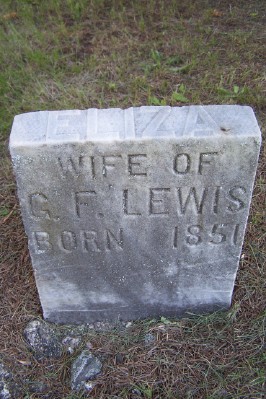 ELIZA
WIFE OF
G. F. LEWIS
BORN 1851